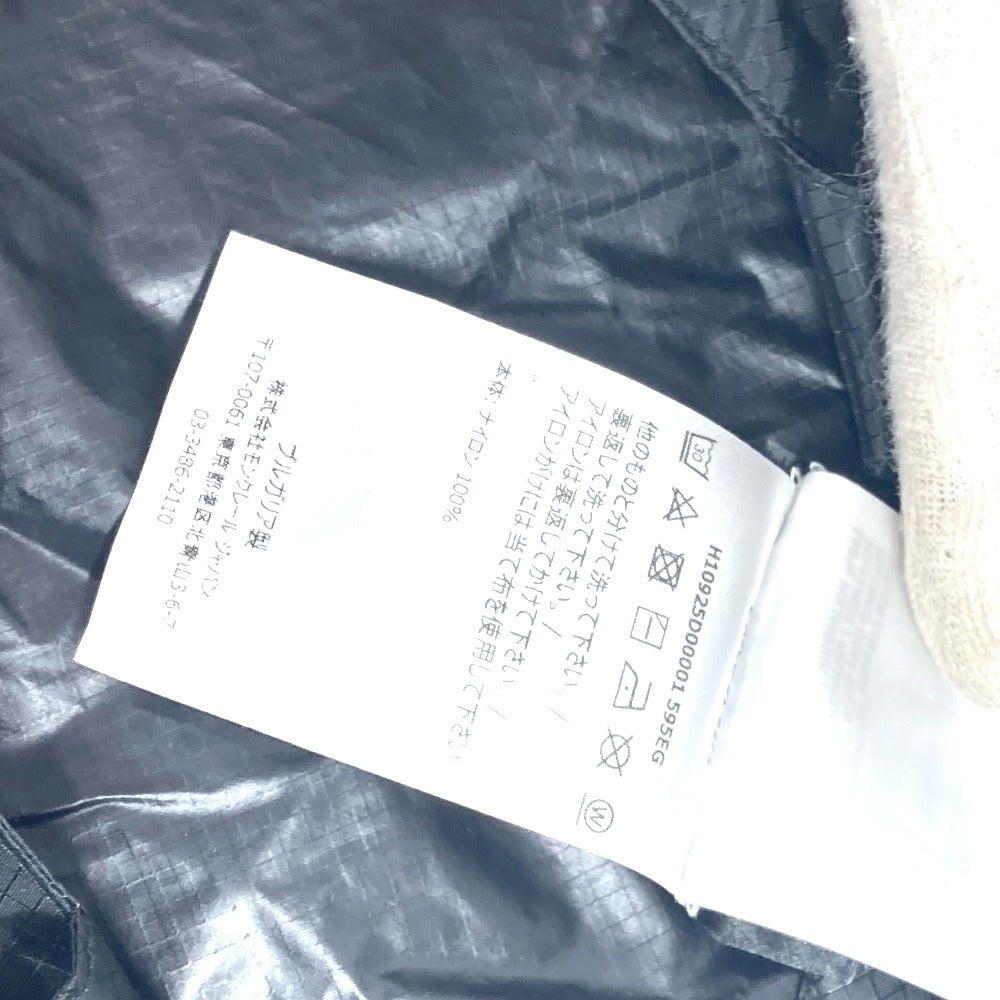 H10925D00001 595EG
30
W
他のものと分けて洗って下さい。/
裏返して洗って下さい。/
アイロンは裏返してかけて下さい。/
アイロンがけには当て布を使用して下さい
。
本体: ナイロン 100%
ブルガリア製
株式会社モンクレール ジャパン
〒107-0061 東京都港区北青山3-6-7
03-3486-2110